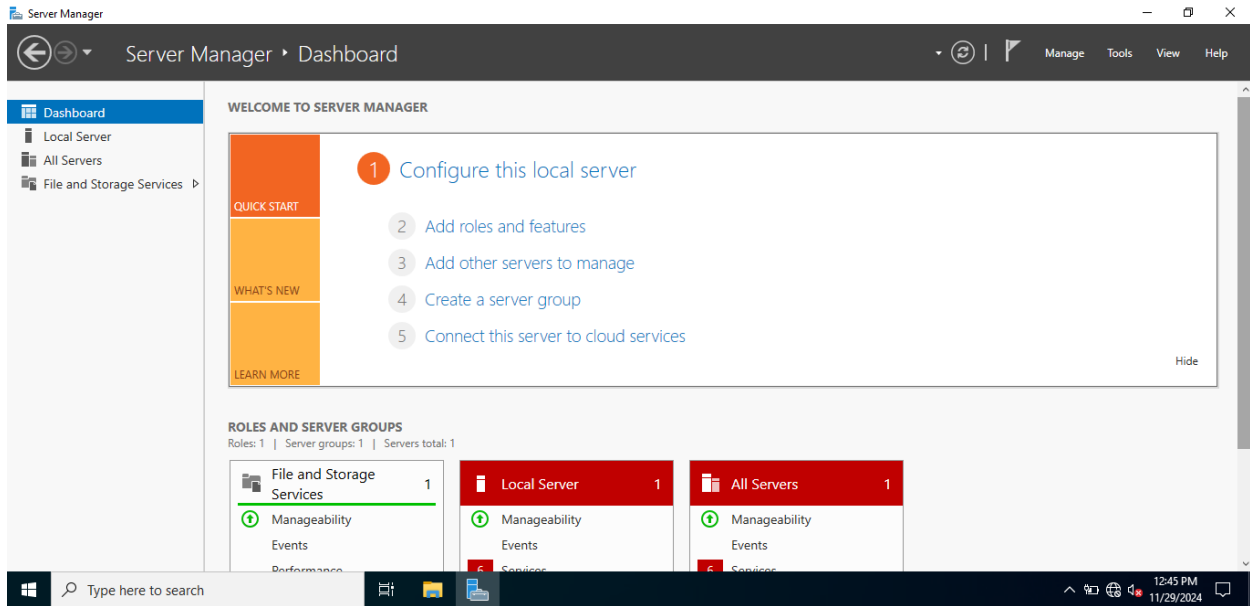 Server Manager
Server Manager ‣ Dashboard
Manage Tools View Help
Dashboard
Local Server
All Servers
File and Storage Services
WELCOME TO SERVER MANAGER
QUICK START
WHAT'S NEW
LEARN MORE
1 Configure this local server
2 Add roles and features
3 Add other servers to manage
4 Create a server group
5 Connect this server to cloud services
Hide
ROLES AND SERVER GROUPS
Roles: 1 | Server groups: 1 | Servers total: 1
File and Storage
Services 1
Manageability
Events
Performance
Local Server 1
Manageability
Events
6 Services
All Servers 1
Manageability
Events
6 Services
Type here to search
12:45 PM
11/29/2024